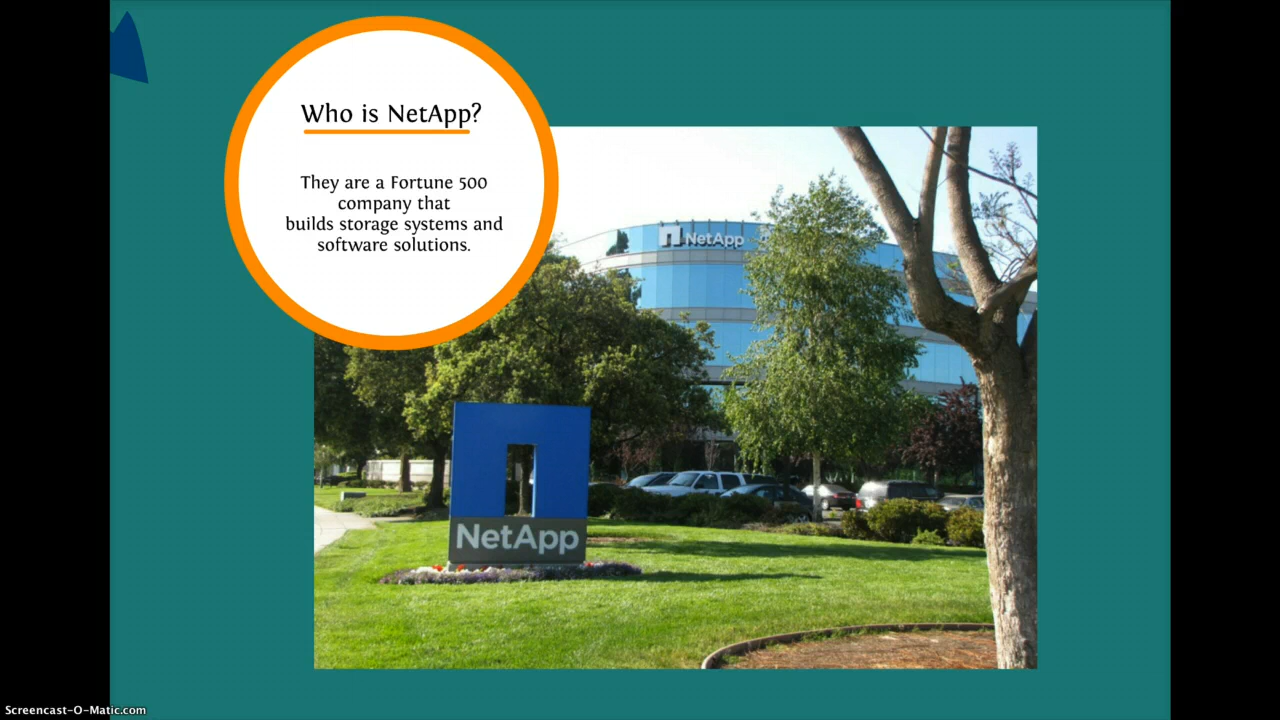 Who is NetApp?
They are a Fortune 500
company that
builds storage systems and
software solutions.
NetApp
NetApp
Screencast-O-Matic.com